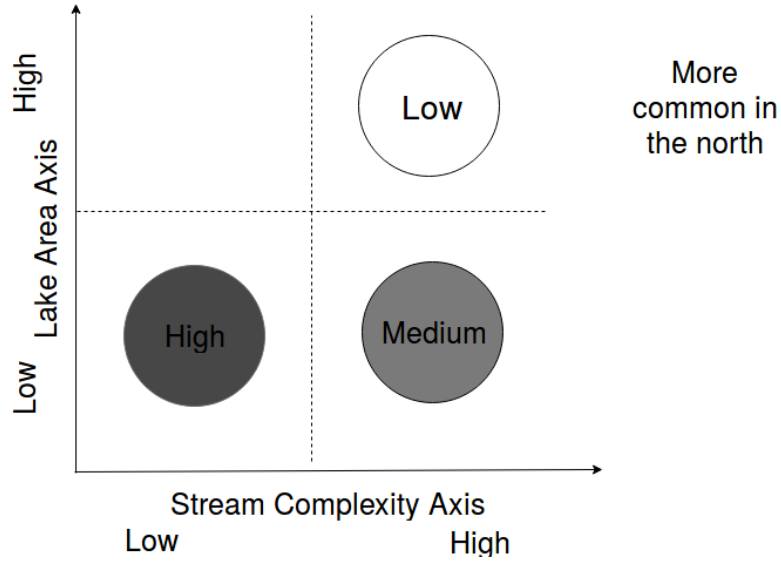 High
Lake Area Axis
Low
Low
High
Medium
More
common in
the north
Stream Complexity Axis
Low
High